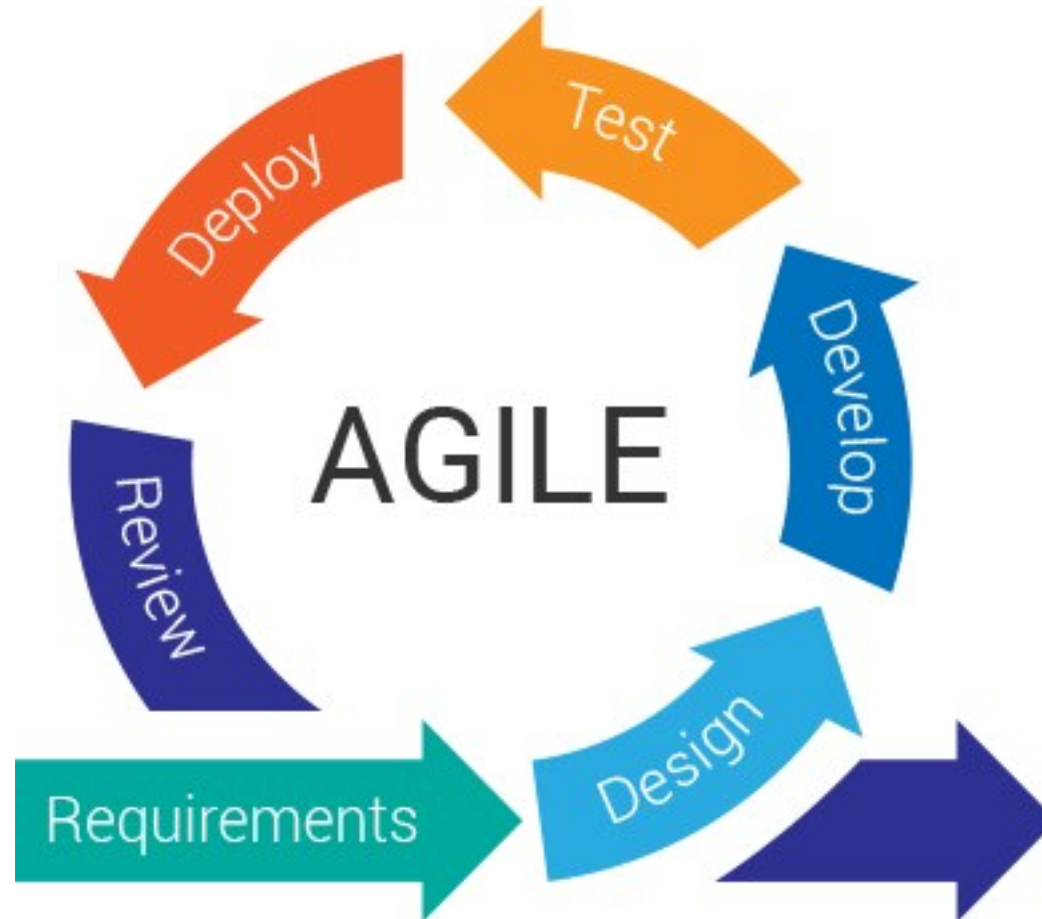 Test
Deploy
Develop
AGILE
Review
Design
Requirements